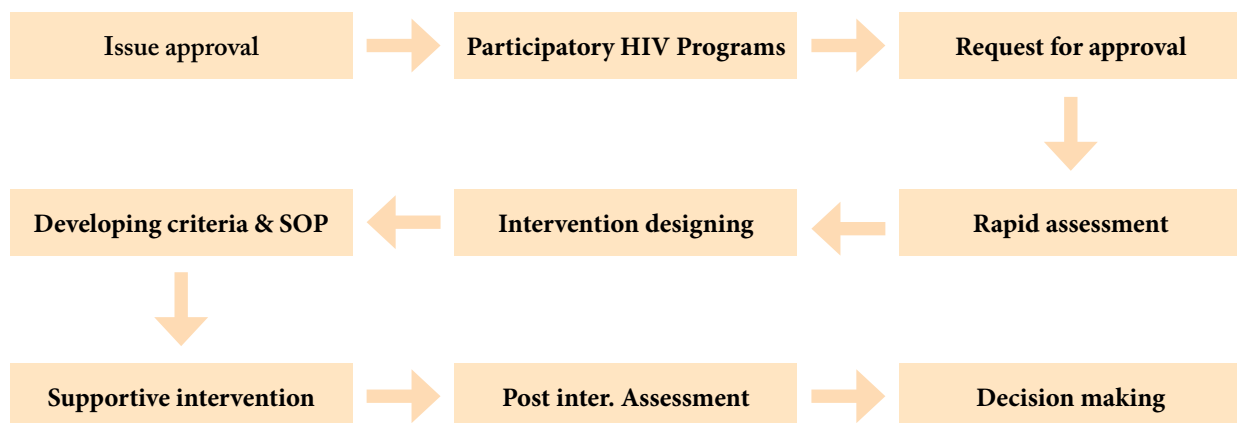 Issue approval
Participatory HIV Programs
Request for approval
Rapid assessment
Intervention designing
Developing criteria & SOP
Supportive intervention
Post inter. Assessment
Decision making